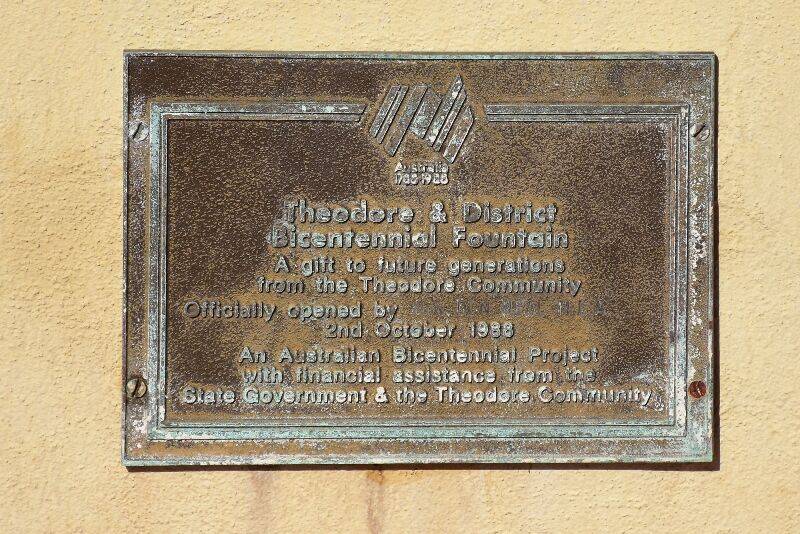 Australia
1788-1988
Theodore & District
Bicentennial Fountain
A gift to future generations
from the Theodore Community
Officially opened by
2nd October 1988
An Australian Bicentennial Project
with financial assistance from the
State Government & the Theodore Community